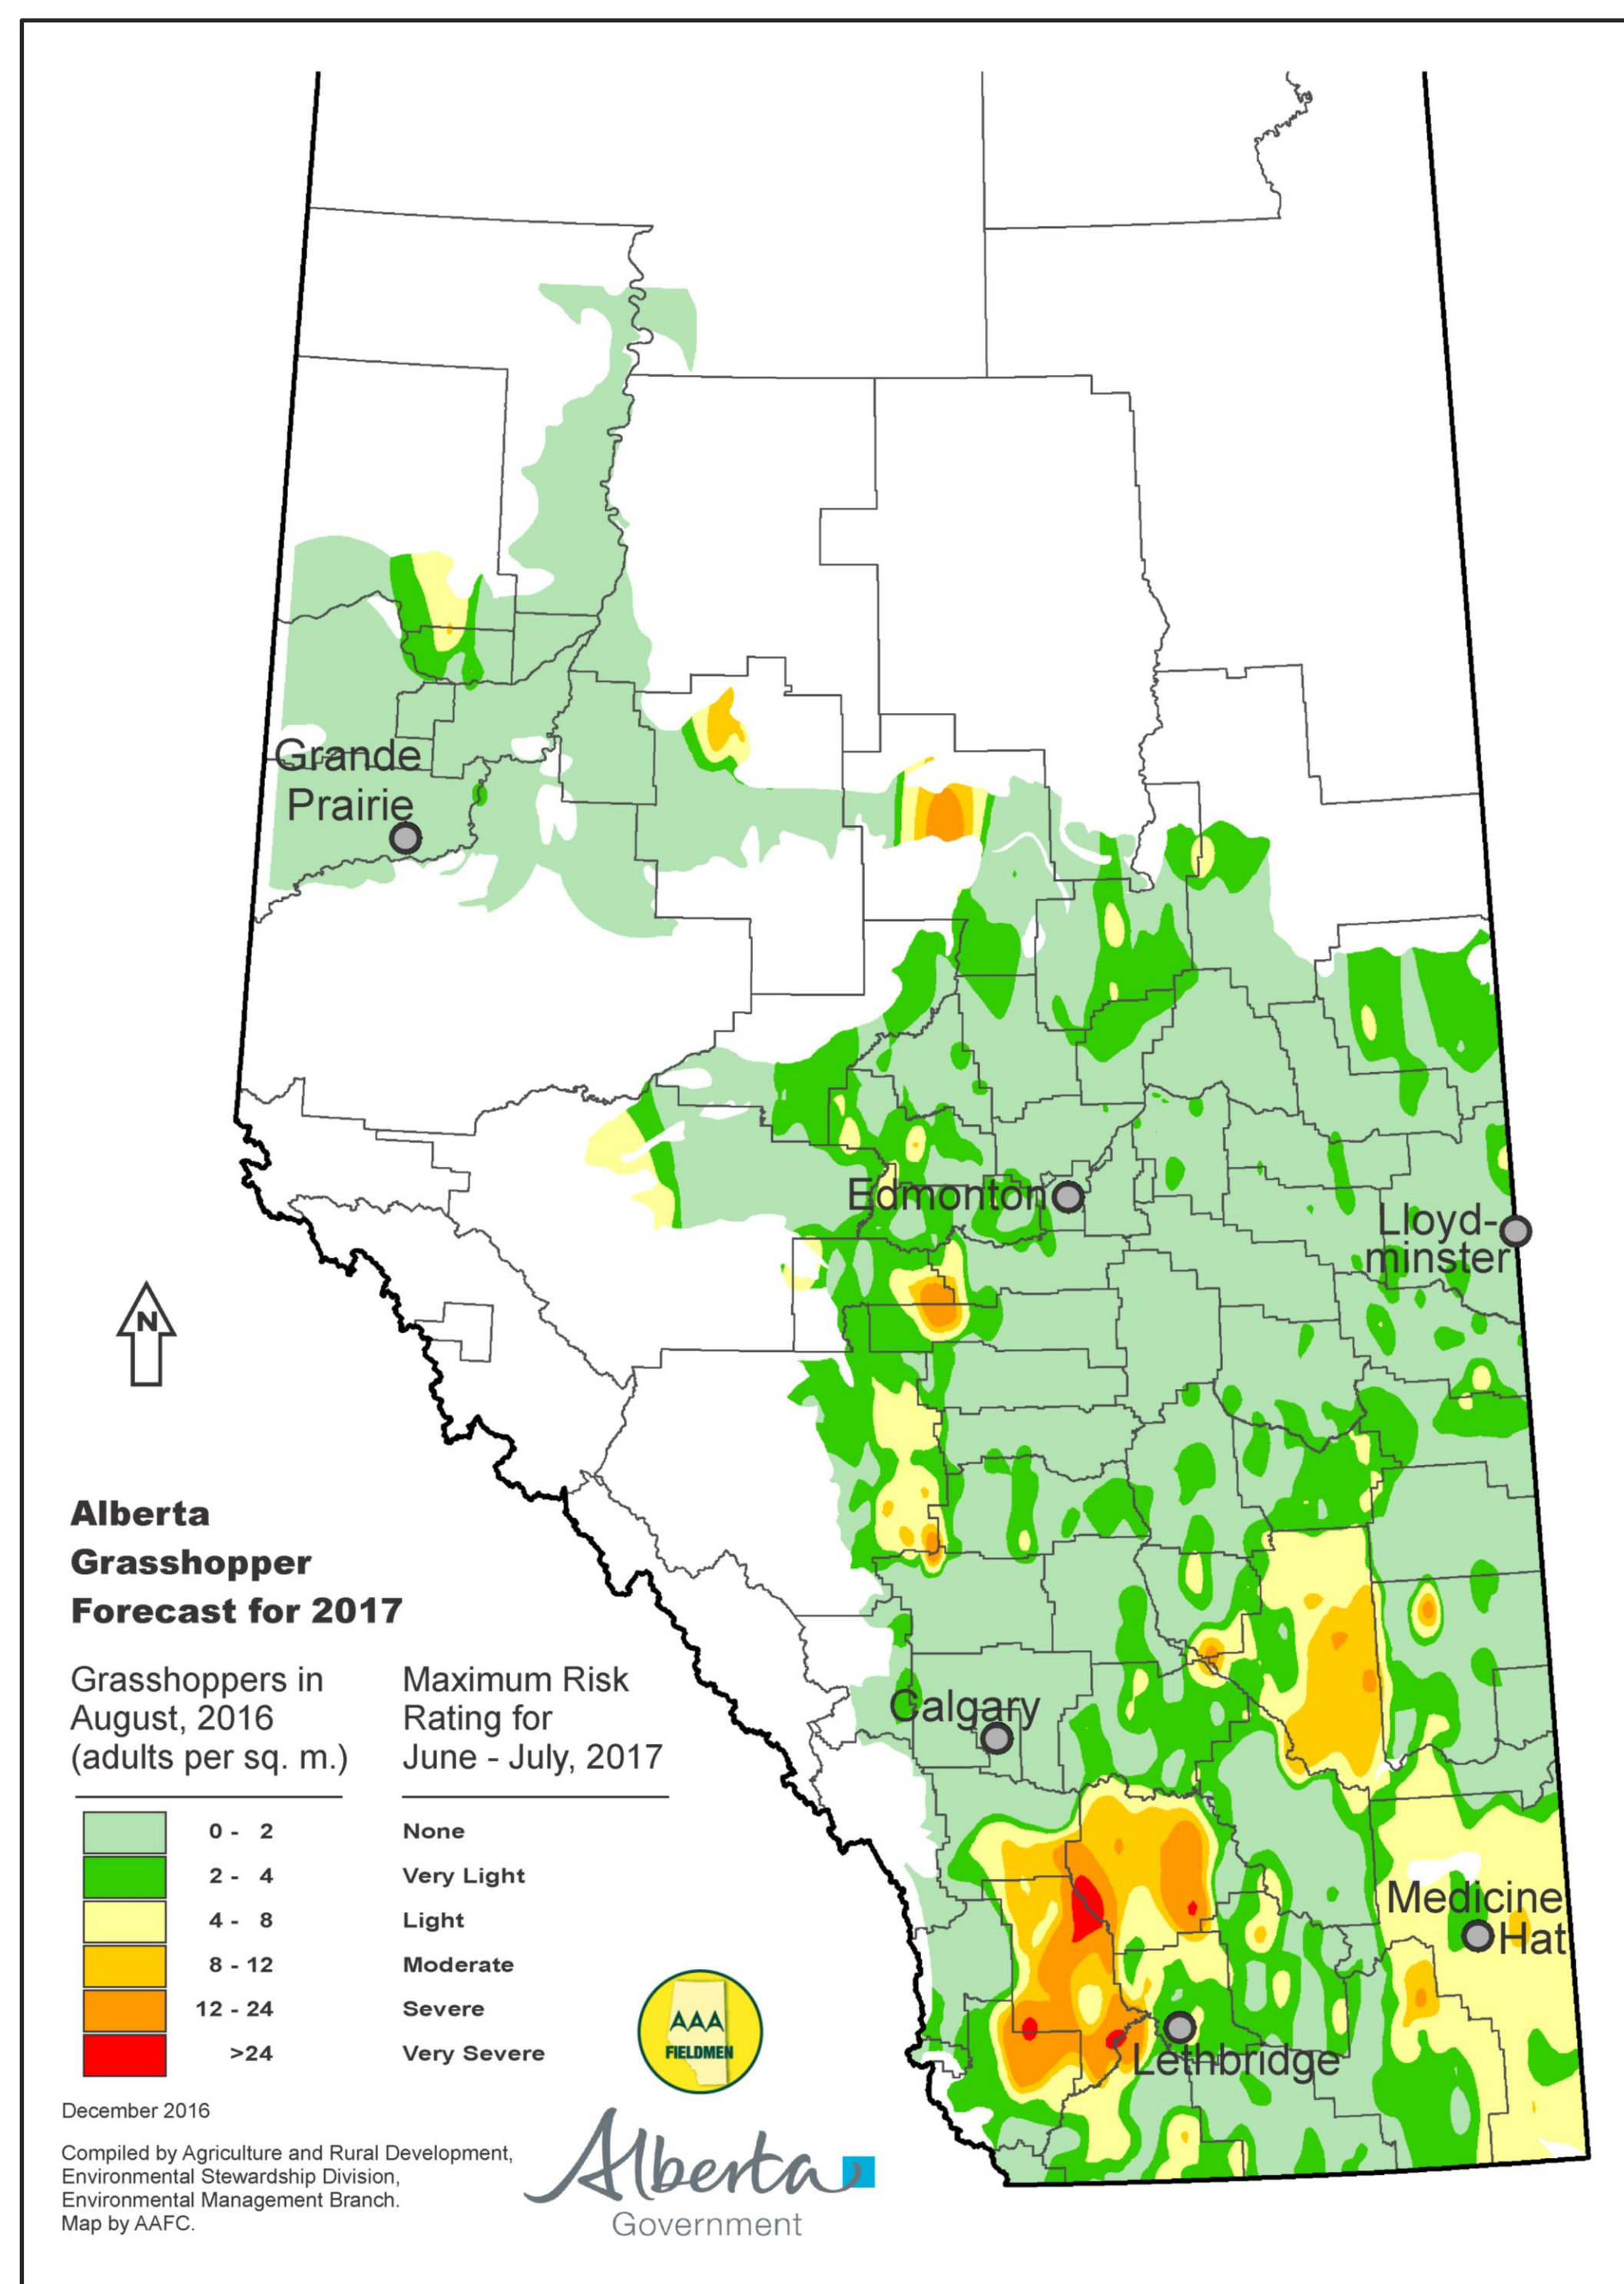 Grande
Prairie
Edmonton
Lloyd-
minster
N
Calgary
Medicine
Hat
Lethbridge
Alberta
Grasshopper
Forecast for 2017
Grasshoppers in
August, 2016
(adults per sq. m.)
Maximum Risk
Rating for
June - July, 2017
0 - 2 None
2 - 4 Very Light
4 - 8 Light
8 - 12 Moderate
12 - 24 Severe
>24 Very Severe
AAA
FIELDMEN
December 2016
Compiled by Agriculture and Rural Development,
Environmental Stewardship Division,
Environmental Management Branch.
Map by AAFC.
Alberta
Government